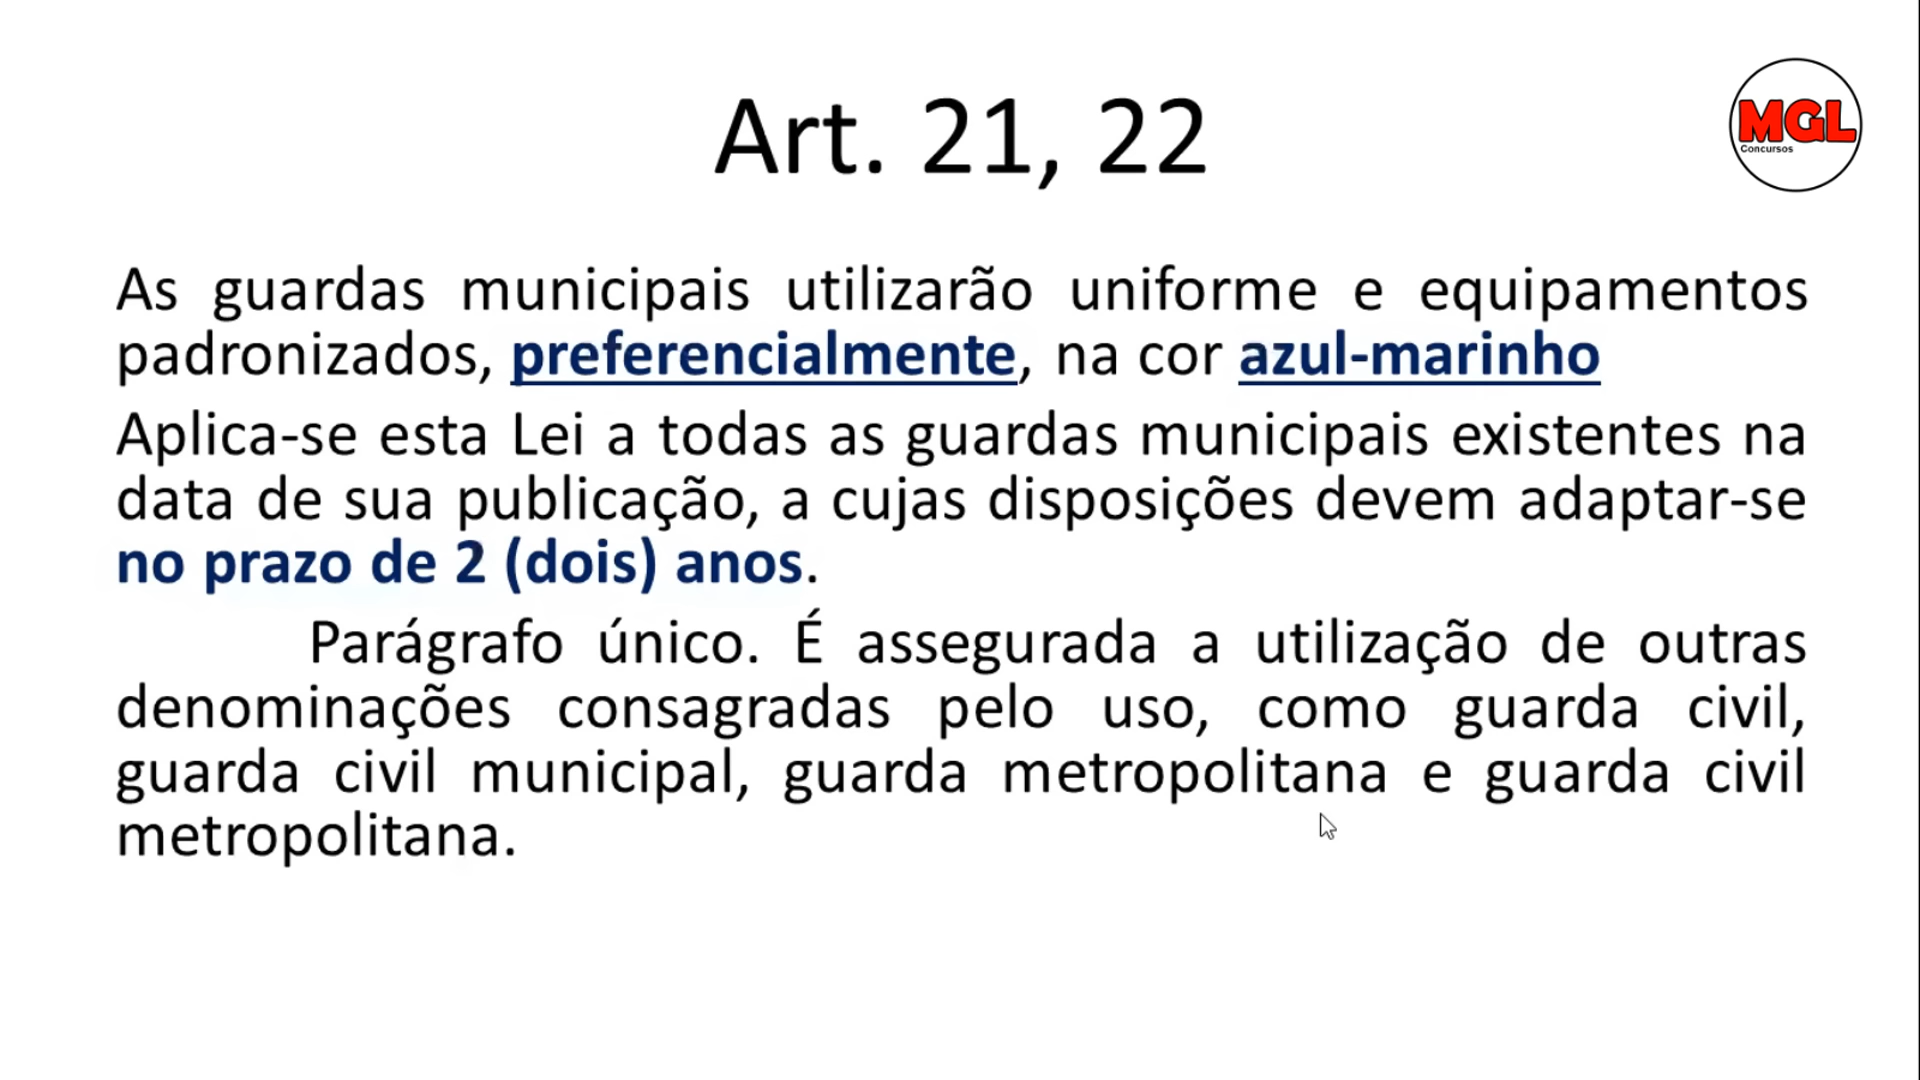 Art. 21, 22
MGL
Concursos
As guardas municipais utilizarão uniforme e equipamentos
padronizados, preferencialmente, na cor azul-marinho
Aplica-se esta Lei a todas as guardas municipais existentes na
data de sua publicação, a cujas disposições devem adaptar-se
no prazo de 2 (dois) anos.
Parágrafo único. É assegurada a utilização de outras
denominações consagradas pelo uso, como guarda civil,
guarda civil municipal, guarda metropolitana e guarda civil
metropolitana.